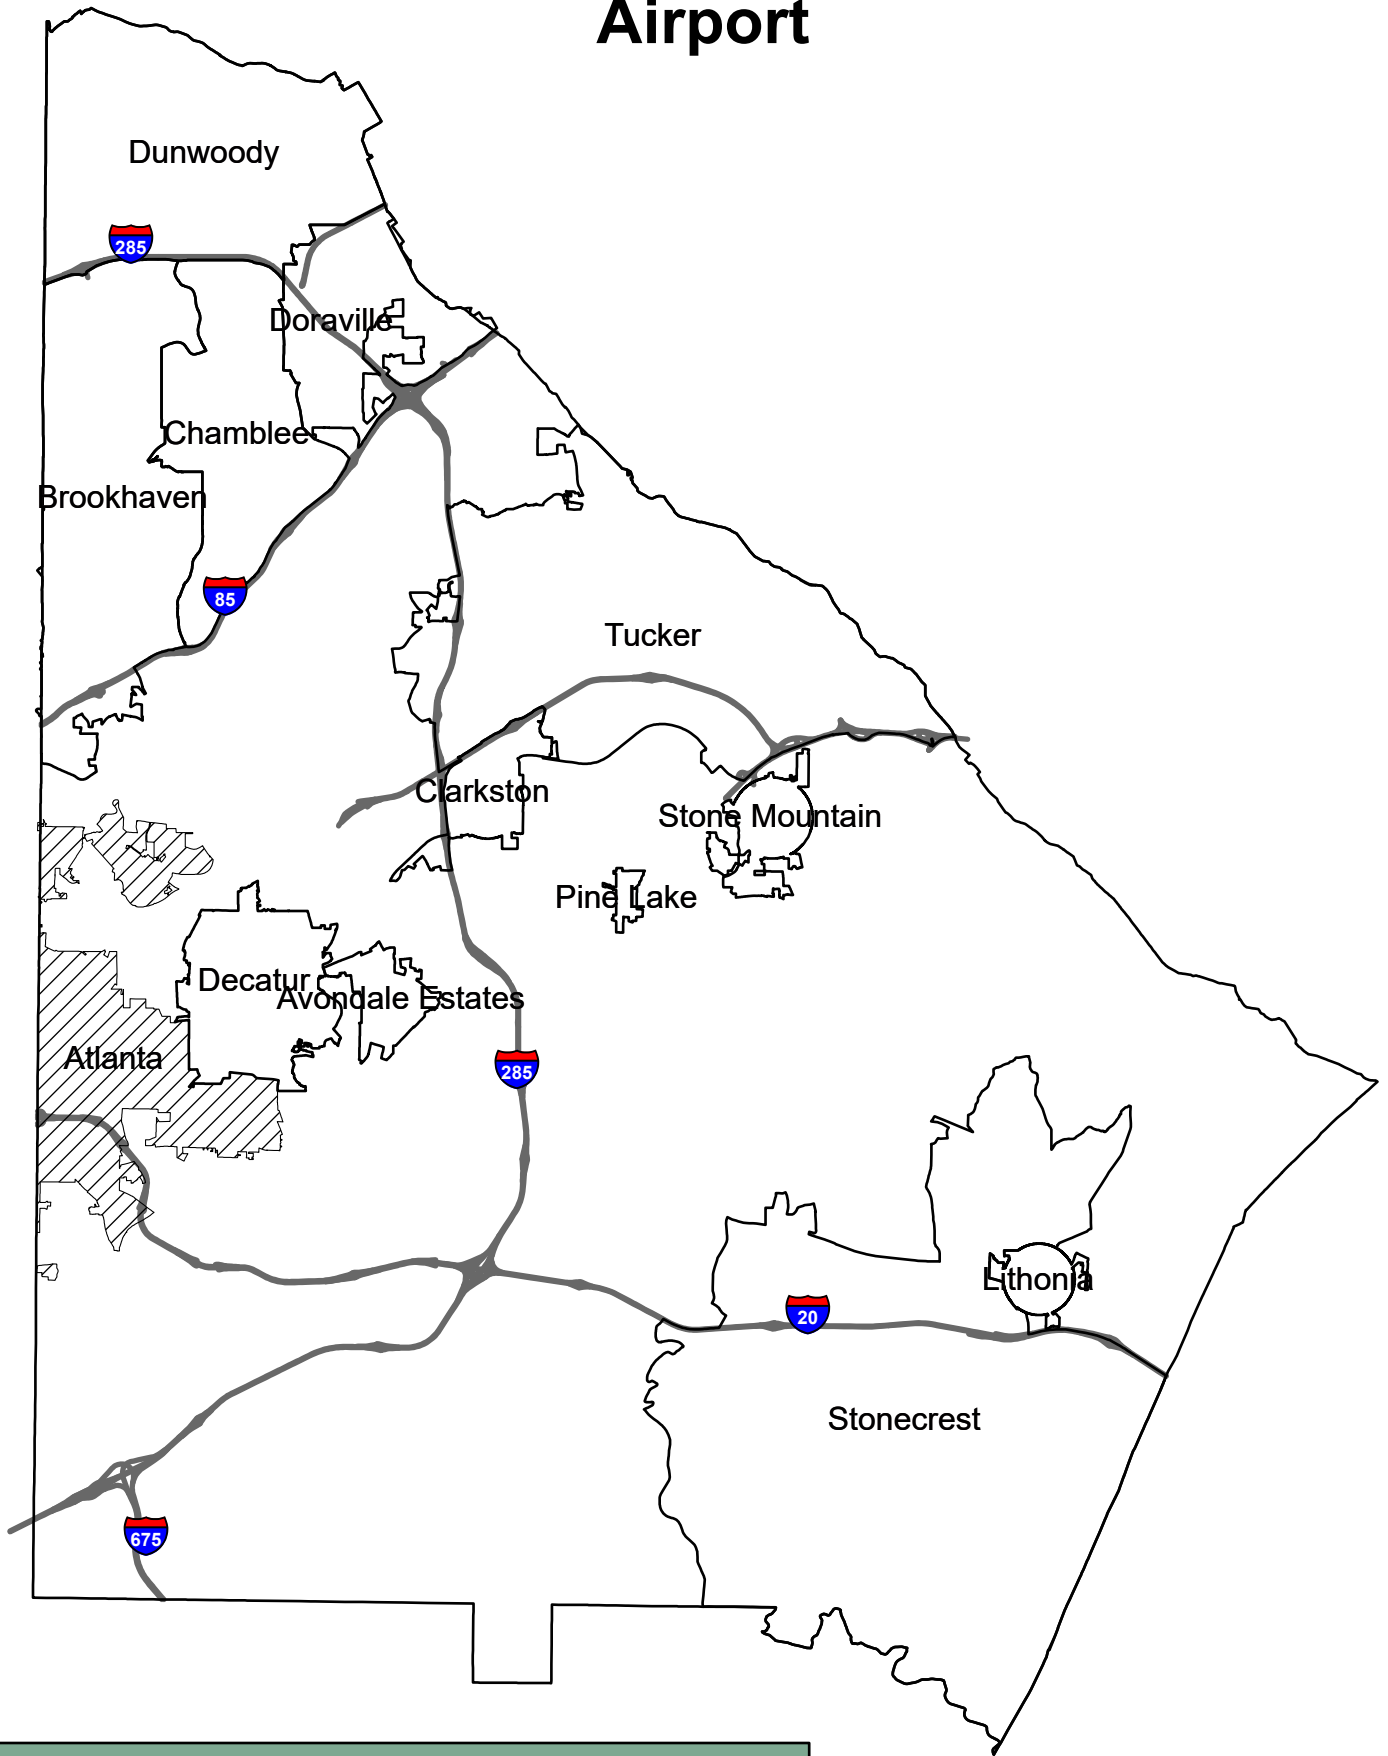 Airport
Dunwoody
285
Doraville
Chamblee
Brookhaven
85
Tucker
Clarkston
Stone Mountain
Pine Lake
Decatur
Avondale Estates
Atlanta
285
Lithonia
20
Stonecrest
675